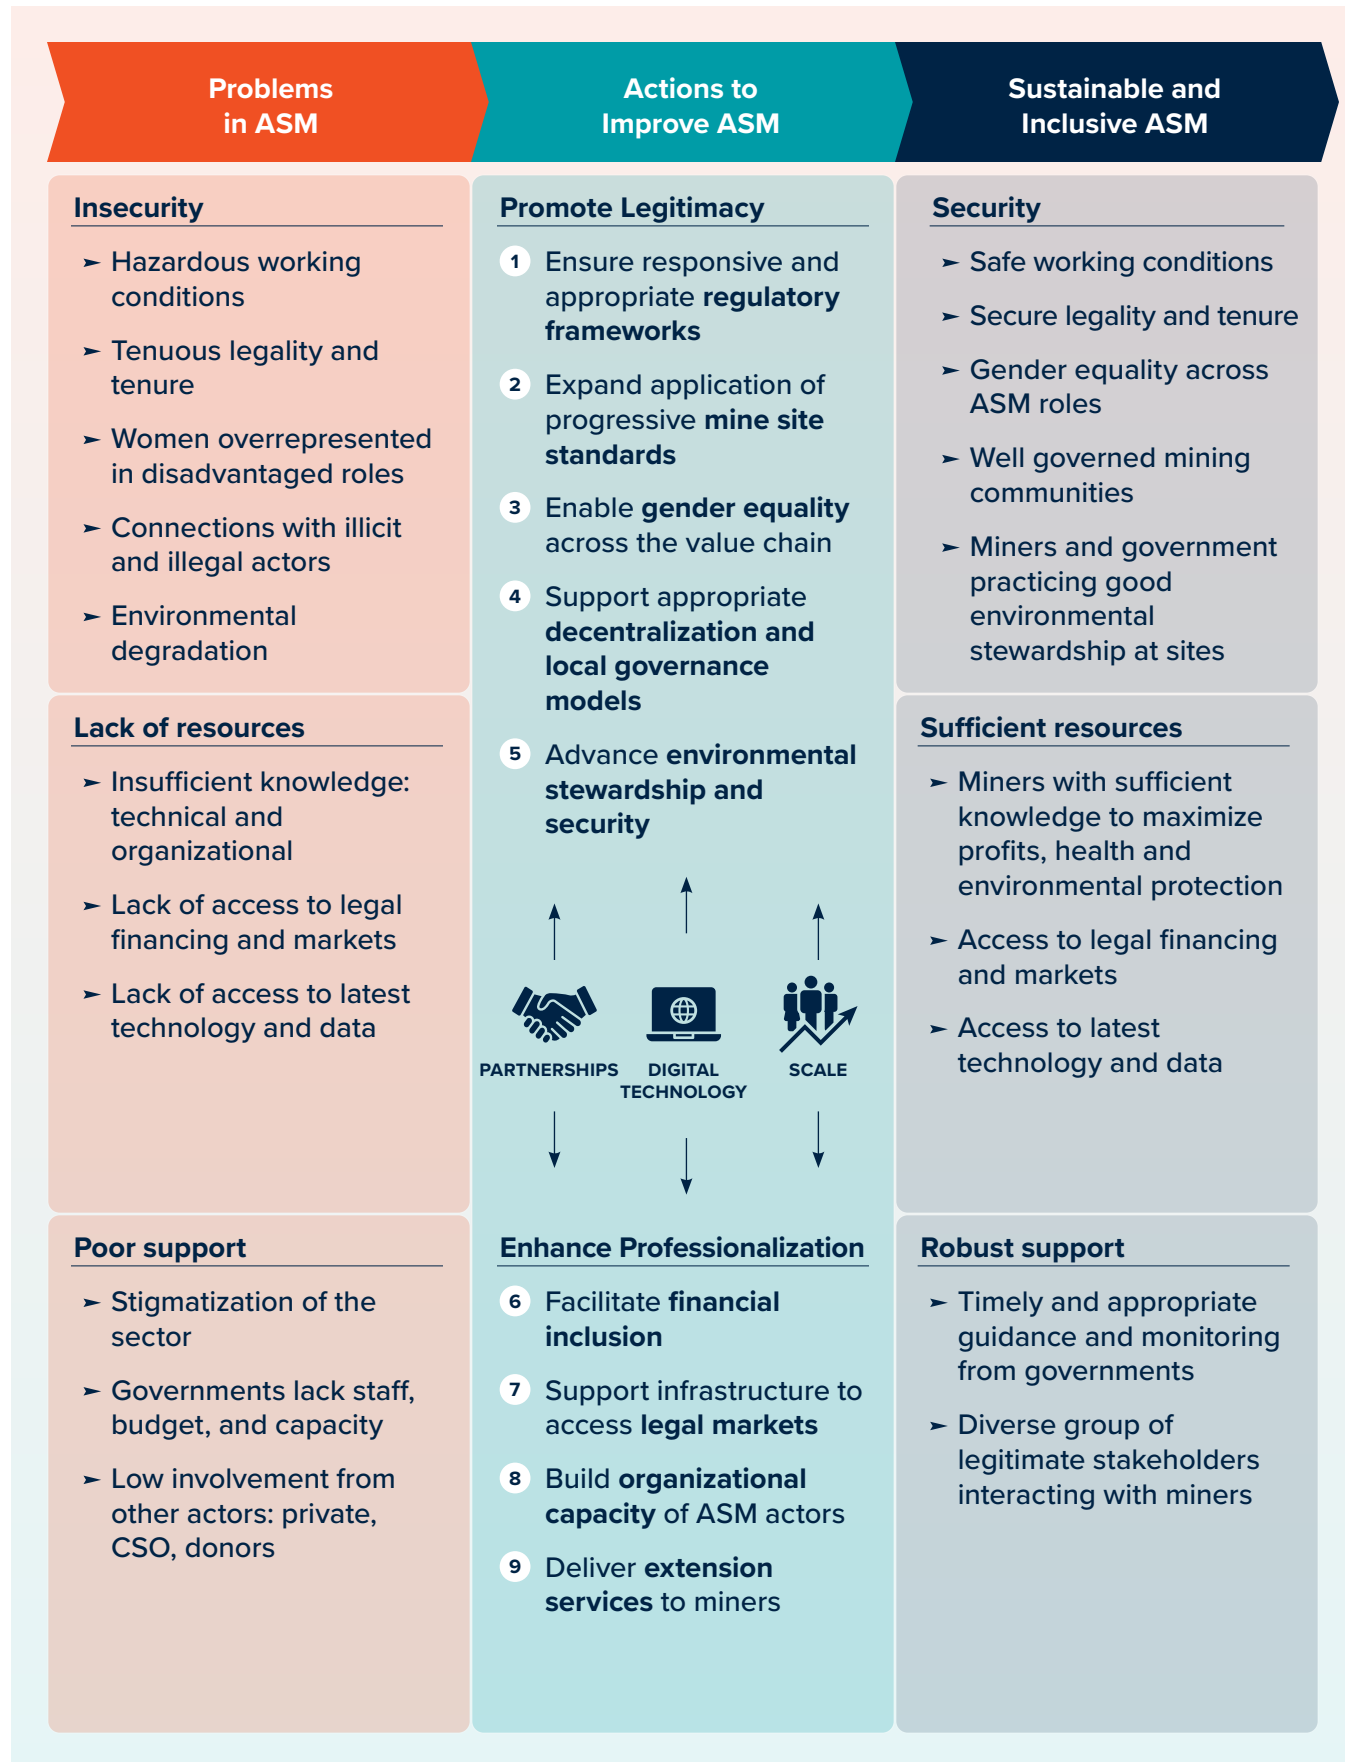 Problems
in ASM
Actions to
Improve ASM
Sustainable and
Inclusive ASM
Insecurity
➤ Hazardous working
conditions
➤ Tenuous legality and
tenure
➤ Women overrepresented
in disadvantaged roles
➤ Connections with illicit
and illegal actors
➤ Environmental
degradation
Lack of resources
➤ Insufficient knowledge:
technical and
organizational
➤ Lack of access to legal
financing and markets
➤ Lack of access to latest
technology and data
Poor support
➤ Stigmatization of the
sector
➤ Governments lack staff,
budget, and capacity
➤ Low involvement from
other actors: private,
CSO, donors
Promote Legitimacy
1 Ensure responsive and
appropriate regulatory
frameworks
2 Expand application of
progressive mine site
standards
3 Enable gender equality
across the value chain
4 Support appropriate
decentralization and
local governance
models
5 Advance environmental
stewardship and
security
PARTNERSHIPS
DIGITAL
TECHNOLOGY
SCALE
Enhance Professionalization
6 Facilitate financial
inclusion
7 Support infrastructure to
access legal markets
8 Build organizational
capacity of ASM actors
9 Deliver extension
services to miners
Security
➤ Safe working conditions
➤ Secure legality and tenure
➤ Gender equality across
ASM roles
➤ Well governed mining
communities
➤ Miners and government
practicing good
environmental
stewardship at sites
Sufficient resources
➤ Miners with sufficient
knowledge to maximize
profits, health and
environmental protection
➤ Access to legal financing
and markets
➤ Access to latest
technology and data
Robust support
➤ Timely and appropriate
guidance and monitoring
from governments
➤ Diverse group of
legitimate stakeholders
interacting with miners